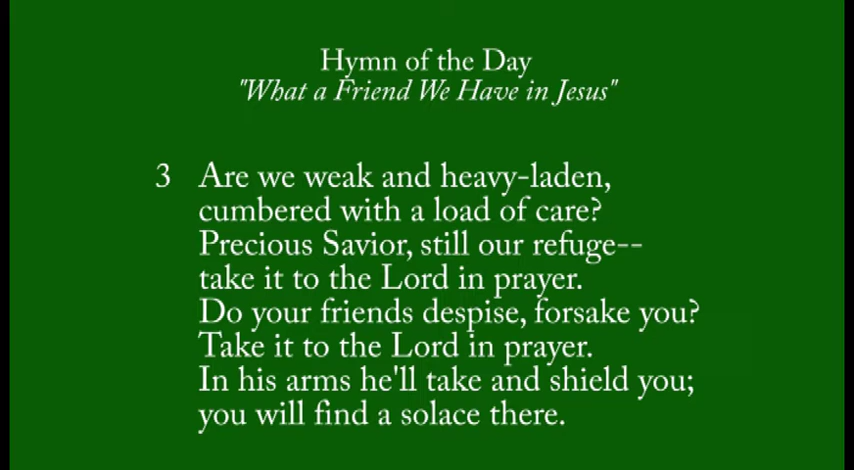 Hymn of the Day
"What a Friend We Have in Jesus"
3 Are we weak and heavy-laden,
cumbered with a load of care?
Precious Savior, still our refuge--
take it to the Lord in prayer.
Do your friends despise, forsake you?
Take it to the Lord in prayer.
In his arms he'll take and shield you;
you will find a solace there.